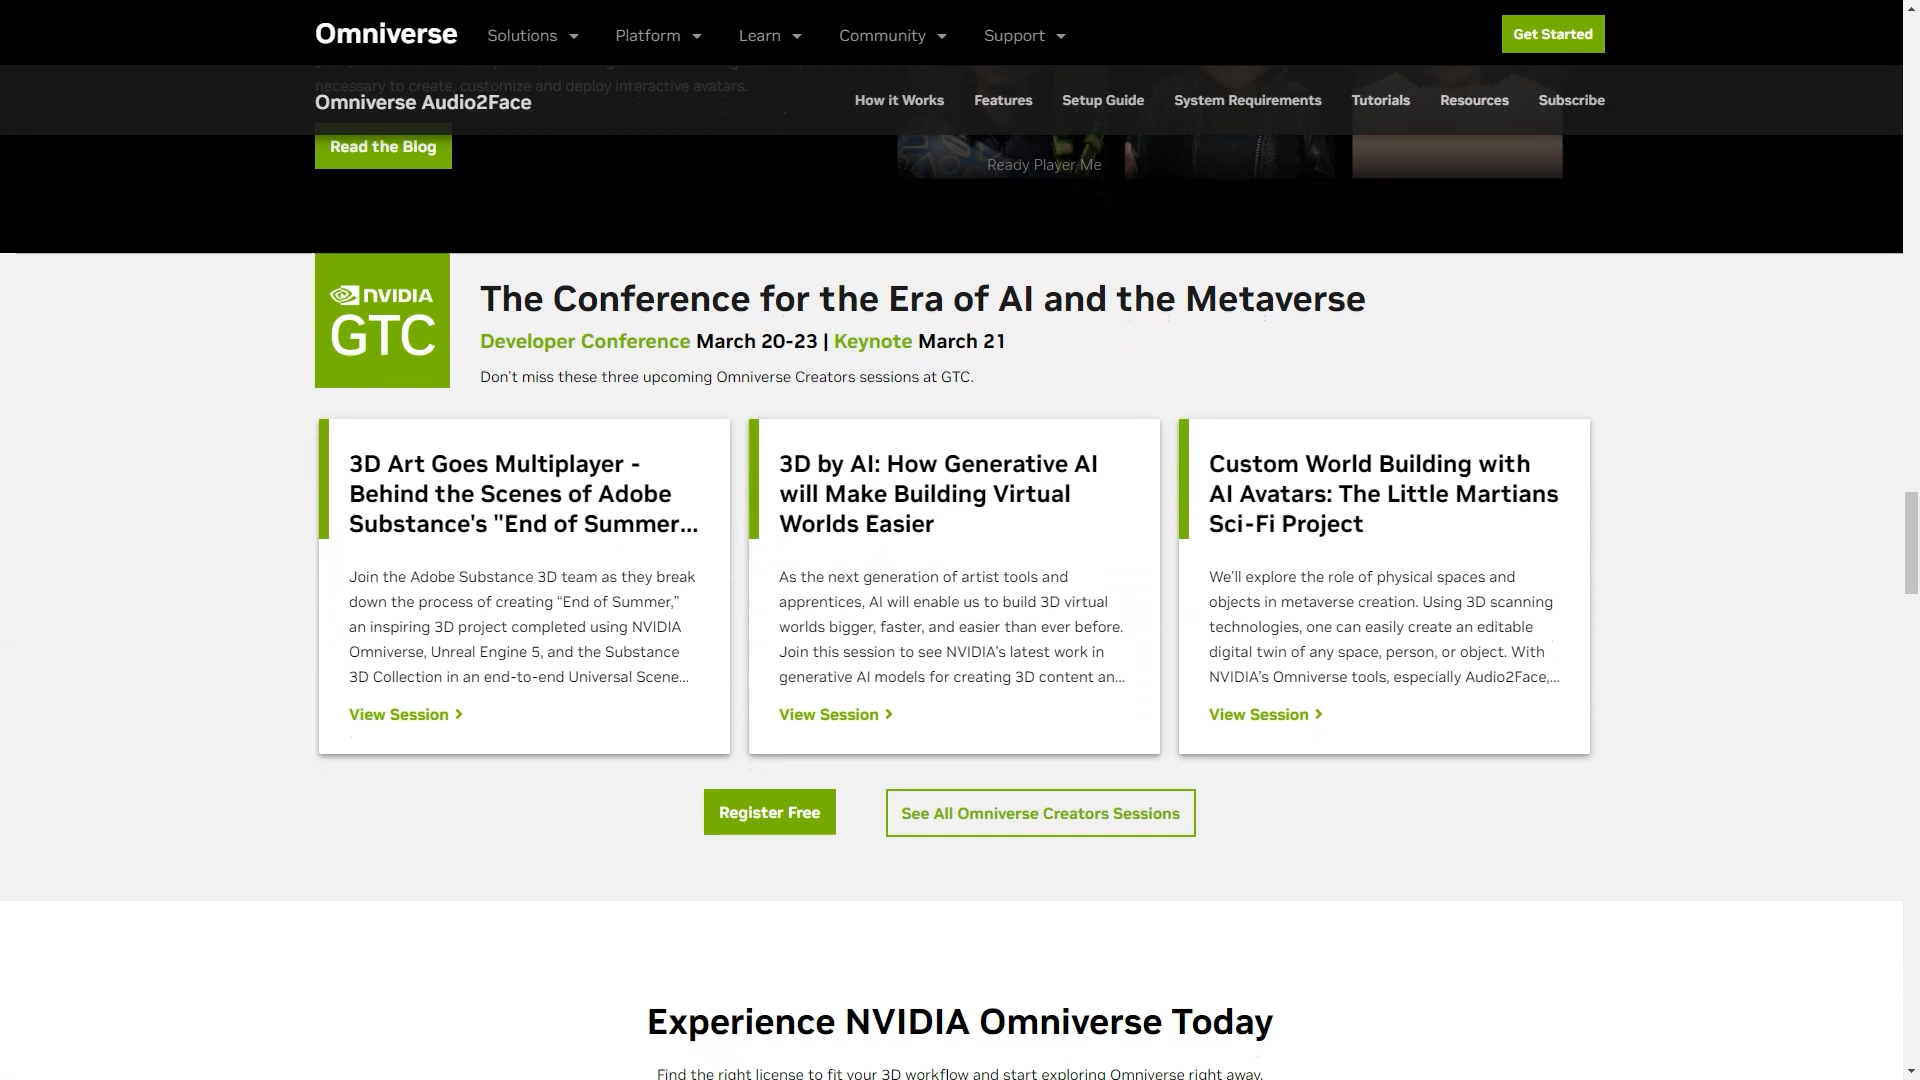 Omniverse Solutions Platform Learn Community Support Get Started
necessary to create, customize and deploy interactive avatars.
Omniverse Audio2Face How it Works Features Setup Guide System Requirements Tutorials Resources Subscribe
Read the Blog
Ready Player Me
NVIDIA
GTC
The Conference for the Era of AI and the Metaverse
Developer Conference March 20-23 | Keynote March 21
Don't miss these three upcoming Omniverse Creators sessions at GTC.
3D Art Goes Multiplayer -
Behind the Scenes of Adobe
Substance's "End of Summer...
Join the Adobe Substance 3D team as they break
down the process of creating “End of Summer,”
an inspiring 3D project completed using NVIDIA
Omniverse, Unreal Engine 5, and the Substance
3D Collection in an end-to-end Universal Scene...
View Session
3D by AI: How Generative AI
will Make Building Virtual
Worlds Easier
As the next generation of artist tools and
apprentices, AI will enable us to build 3D virtual
worlds bigger, faster, and easier than ever before.
Join this session to see NVIDIA's latest work in
generative AI models for creating 3D content an...
View Session
Custom World Building with
AI Avatars: The Little Martians
Sci-Fi Project
We'll explore the role of physical spaces and
objects in metaverse creation. Using 3D scanning
technologies, one can easily create an editable
digital twin of any space, person, or object. With
NVIDIA's Omniverse tools, especially Audio2Face,...
View Session
Register Free See All Omniverse Creators Sessions
Experience NVIDIA Omniverse Today
Find the right license to fit your 3D workflow and start exploring Omniverse right away.